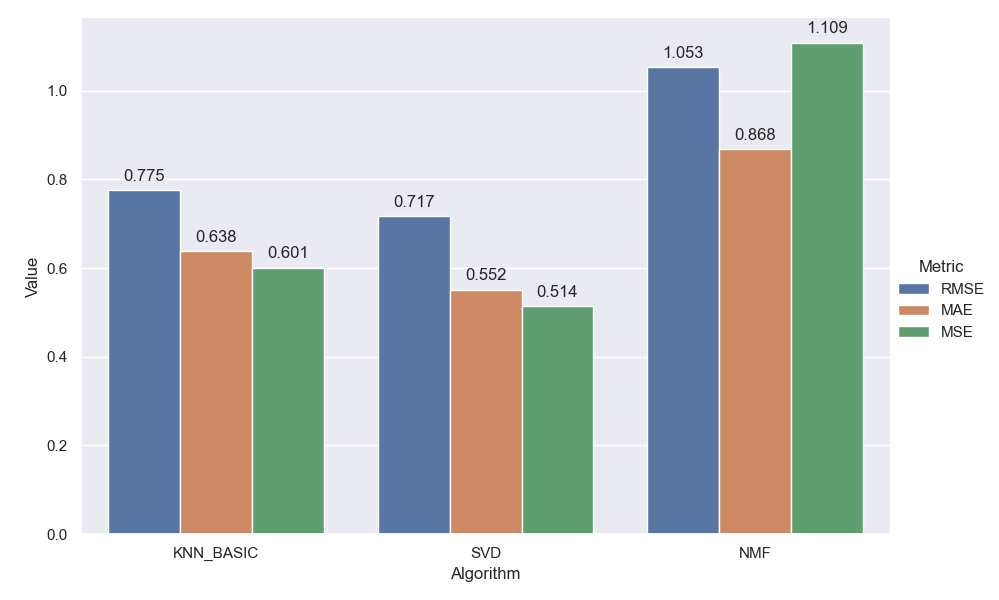 1.109
1.053
0.868
0.775
0.717
0.638
0.601
0.552
0.514
1.0
0.8
0.6
0.4
0.2
0.0
Value
KNN_BASIC SVD NMF
Algorithm
Metric
RMSE
MAE
MSE